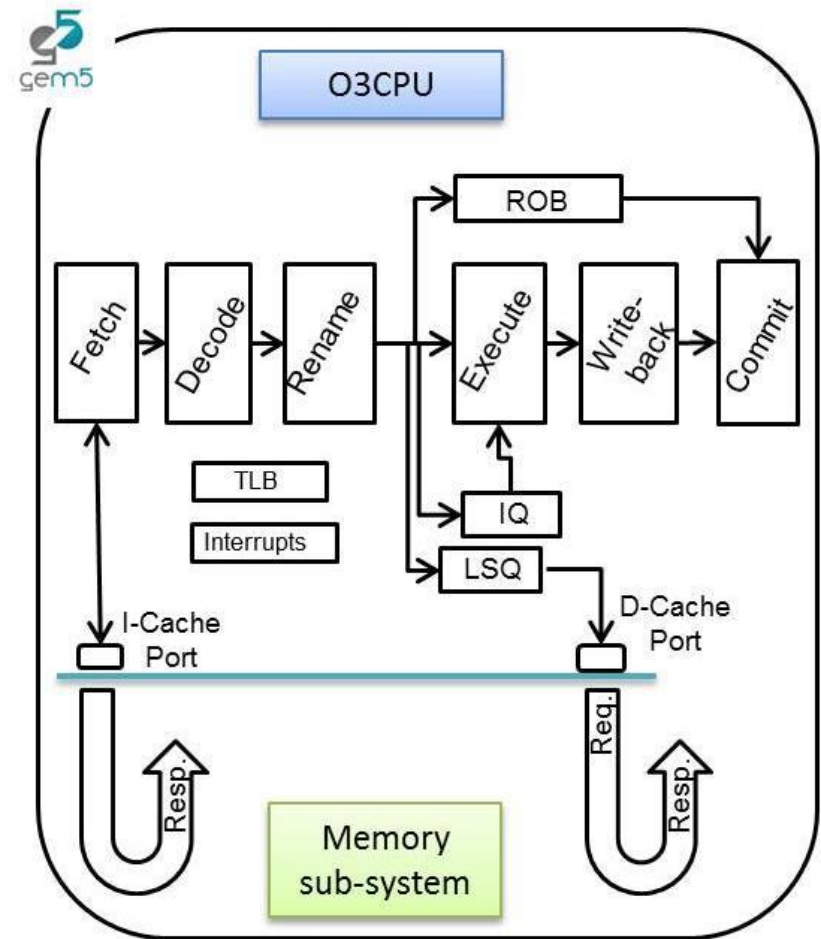 gem5
O3CPU
ROB
Fetch
Decode
Rename
Execute
Write-
back
Commit
TLB
Interrupts
IQ
LSQ
I-Cache
Port
D-Cache
Port
Resp.
Req.
Resp.
Memory
sub-system